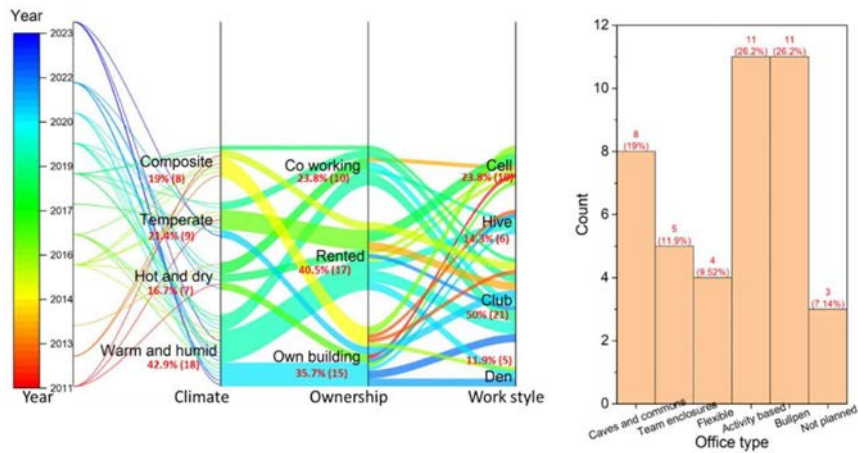 Year
2023
2022
2020
2019
2017
2016
2014
2013
2011
Year
Composite
19% (8)
Temperate
21.4% (9)
Hot and dry
16.7% (7)
Warm and humid
42.9% (18)
Climate
Co working
23.8% (10)
Rented
40.5% (17)
Own building
35.7% (15)
Ownership
Cell
23.8% (10)
Hive
14.3% (6)
Club
50% (21)
11.9% (5)
Den
Work style
Count
12
10
8
6
4
2
0
8
(19%)
5
(11.9%)
4
(9.52%)
11
(26.2%)
11
(26.2%)
3
(7.14%)
Caves and commons
Team enclosures
Flexible
Activity based
Bullpen
Not planned
Office type